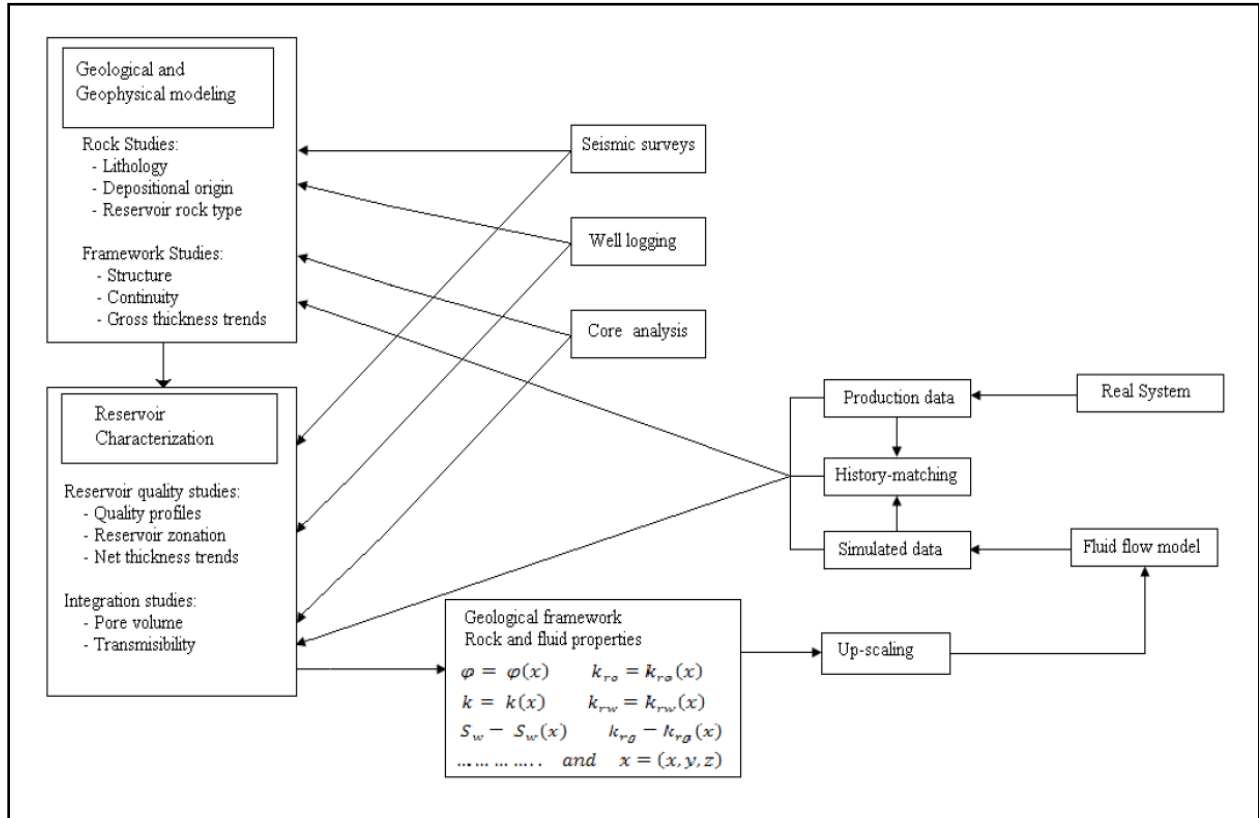 Geological and
Geophysical modeling
Rock Studies:
- Lithology
- Depositional origin
- Reservoir rock type
Framework Studies:
- Structure
- Continuity
- Gross thickness trends
Reservoir
Characterization
Reservoir quality studies:
- Quality profiles
- Reservoir zonation
- Net thickness trends
Integration studies:
- Pore volume
- Transmisibility
Seismic surveys
Well logging
Core analysis
Production data
Real System
History-matching
Simulated data
Fluid flow model
Geological framework
Rock and fluid properties
φ = φ(x) k_ro = k_ro(x)
k = k(x) k_rw = k_rw(x)
S_w − S_w(x) k_rg − k_rg(x)
... ... ... ... .. and x = (x, y, z)
Up-scaling